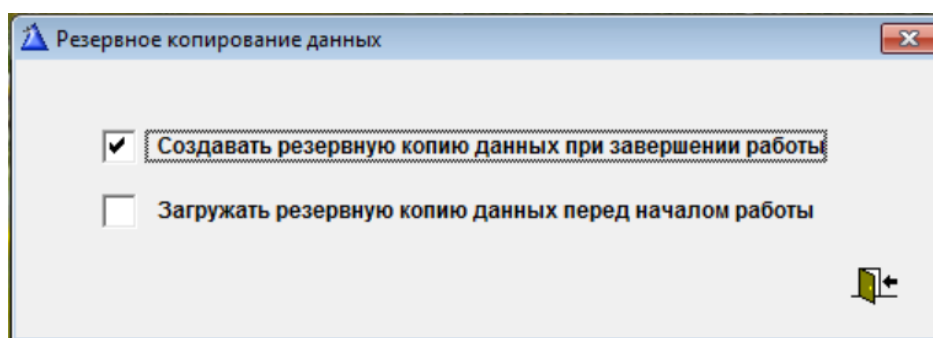 Резервное копирование данных
Создавать резервную копию данных при завершении работы
Загружать резервную копию данных перед началом работы